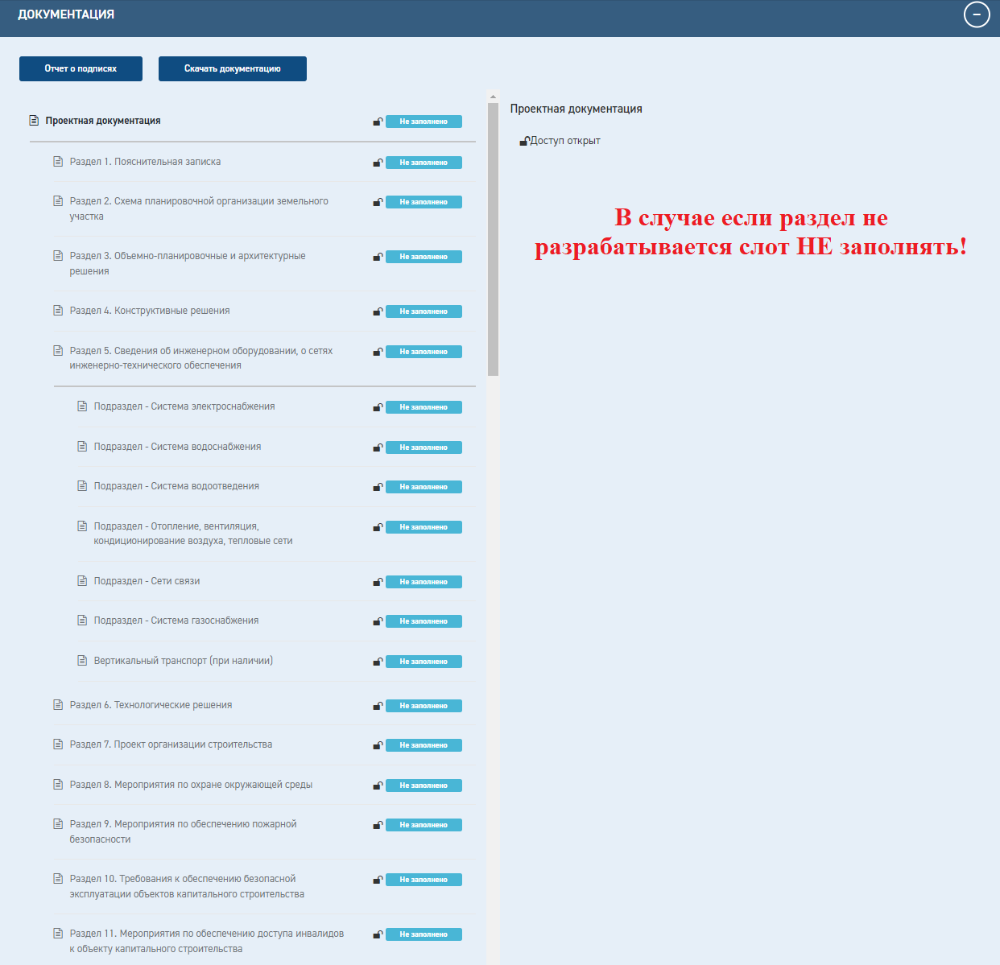 ДОКУМЕНТАЦИЯ
Отчет о подписях
Скачать документацию
Проектная документация
Не заполнено
Раздел 1. Пояснительная записка
Не заполнено
Раздел 2. Схема планировочной организации земельного
участка
Не заполнено
Раздел 3. Объемно-планировочные и архитектурные
решения
Не заполнено
Раздел 4. Конструктивные решения
Не заполнено
Раздел 5. Сведения об инженерном оборудовании, о сетях
инженерно-технического обеспечения
Не заполнено
Подраздел - Система электроснабжения
Не заполнено
Подраздел - Система водоснабжения
Не заполнено
Подраздел - Система водоотведения
Не заполнено
Подраздел - Отопление, вентиляция,
кондиционирование воздуха, тепловые сети
Не заполнено
Подраздел - Сети связи
Не заполнено
Подраздел - Система газоснабжения
Не заполнено
Вертикальный транспорт (при наличии)
Не заполнено
Раздел 6. Технологические решения
Не заполнено
Раздел 7. Проект организации строительства
Не заполнено
Раздел 8. Мероприятия по охране окружающей среды
Не заполнено
Раздел 9. Мероприятия по обеспечению пожарной
безопасности
Не заполнено
Раздел 10. Требования к обеспечению безопасной
эксплуатации объектов капитального строительства
Не заполнено
Раздел 11. Мероприятия по обеспечению доступа инвалидов
к объекту капитального строительства
Не заполнено
Проектная документация
Доступ открыт
В случае если раздел не
разрабатывается слот НЕ заполнять!